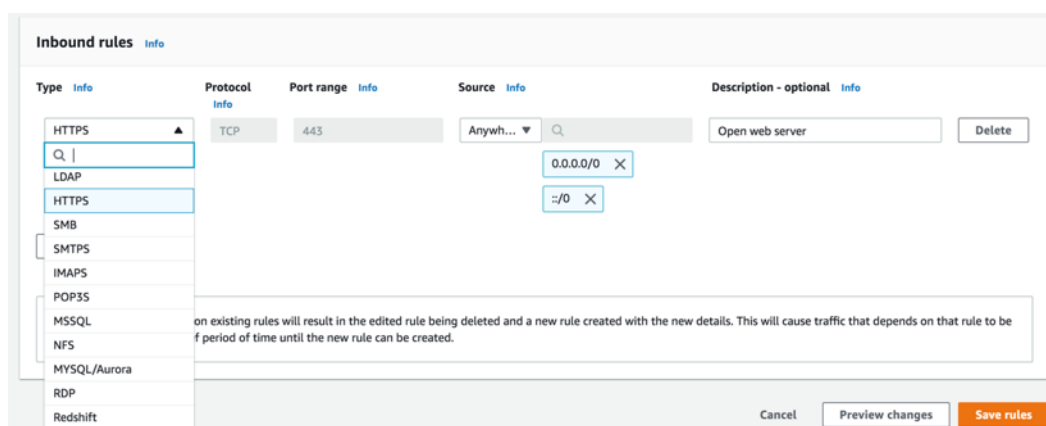 Inbound rules Info
Type Info Protocol Info Port range Info Source Info Description - optional Info
HTTPS TCP 443 Anywh... Open web server Delete
0.0.0.0/0
::/0
LDAP
HTTPS
SMB
SMTPS
IMAPS
POP3S
MSSQL
NFS
MYSQL/Aurora
RDP
Redshift
on existing rules will result in the edited rule being deleted and a new rule created with the new details. This will cause traffic that depends on that rule to be
f period of time until the new rule can be created.
Cancel Preview changes Save rules